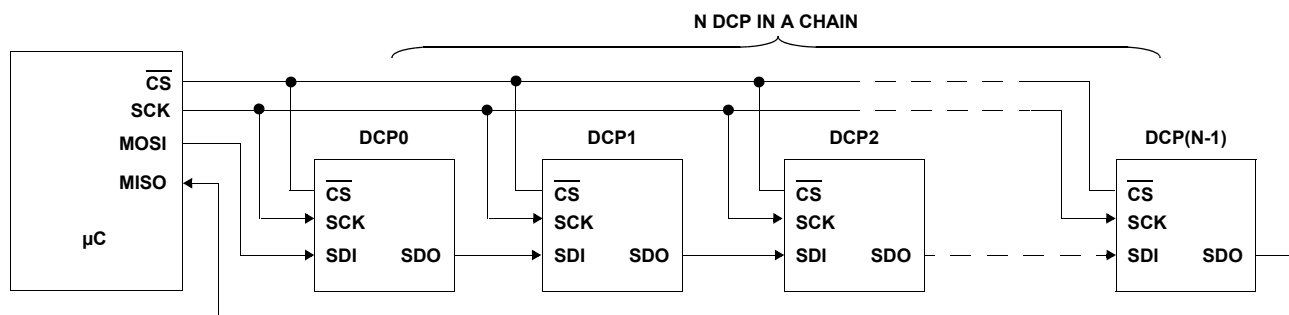 N DCP IN A CHAIN
CS
SCK
MOSI
MISO
µC
DCP0
CS
SCK
SDI SDO
DCP1
CS
SCK
SDI SDO
DCP2
CS
SCK
SDI SDO
DCP(N-1)
CS
SCK
SDI SDO